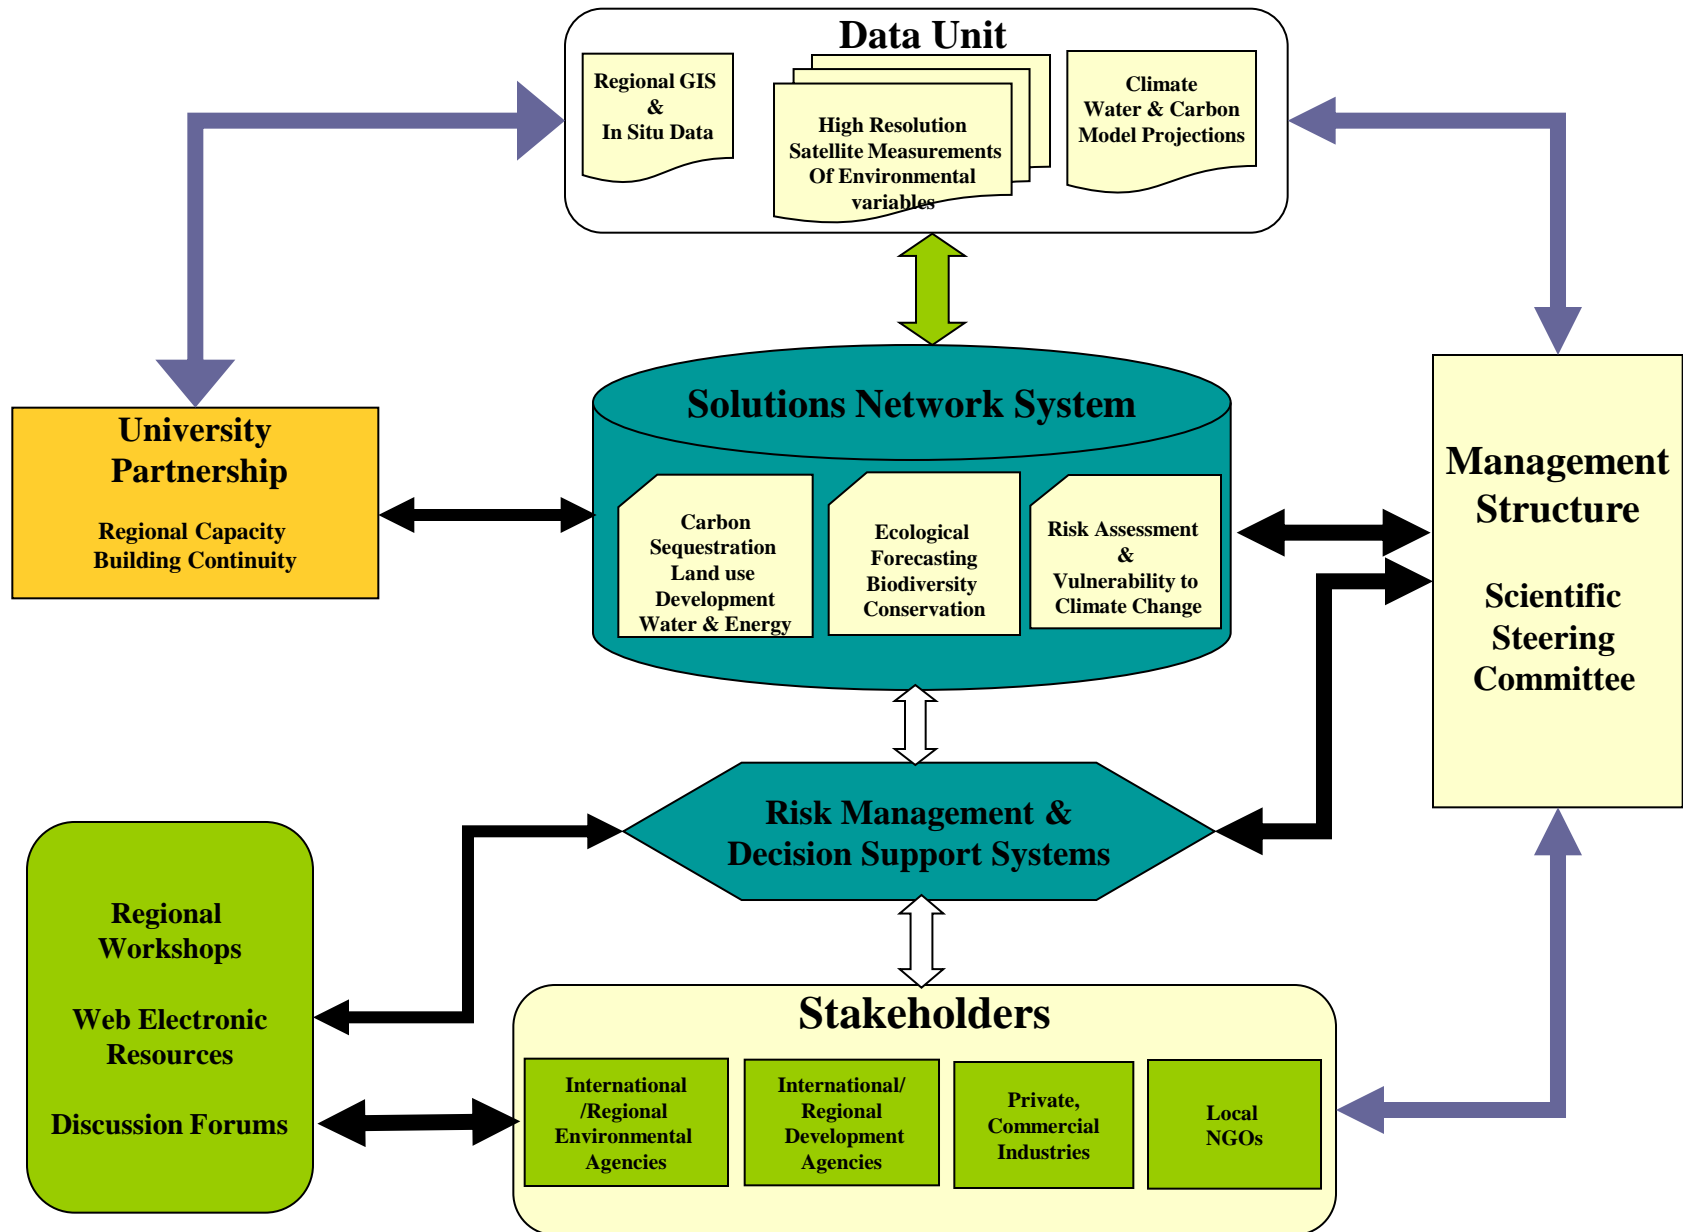 Data Unit
Regional GIS
&
In Situ Data
High Resolution
Satellite Measurements
Of Environmental
variables
Climate
Water & Carbon
Model Projections
Solutions Network System
Carbon
Sequestration
Land use
Development
Water & Energy
Ecological
Forecasting
Biodiversity
Conservation
Risk Assessment
&
Vulnerability to
Climate Change
University
Partnership
Regional Capacity
Building Continuity
Management
Structure
Scientific
Steering
Committee
Risk Management &
Decision Support Systems
Regional
Workshops
Web Electronic
Resources
Discussion Forums
Stakeholders
International
/Regional
Environmental
Agencies
International/
Regional
Development
Agencies
Private,
Commercial
Industries
Local
NGOs